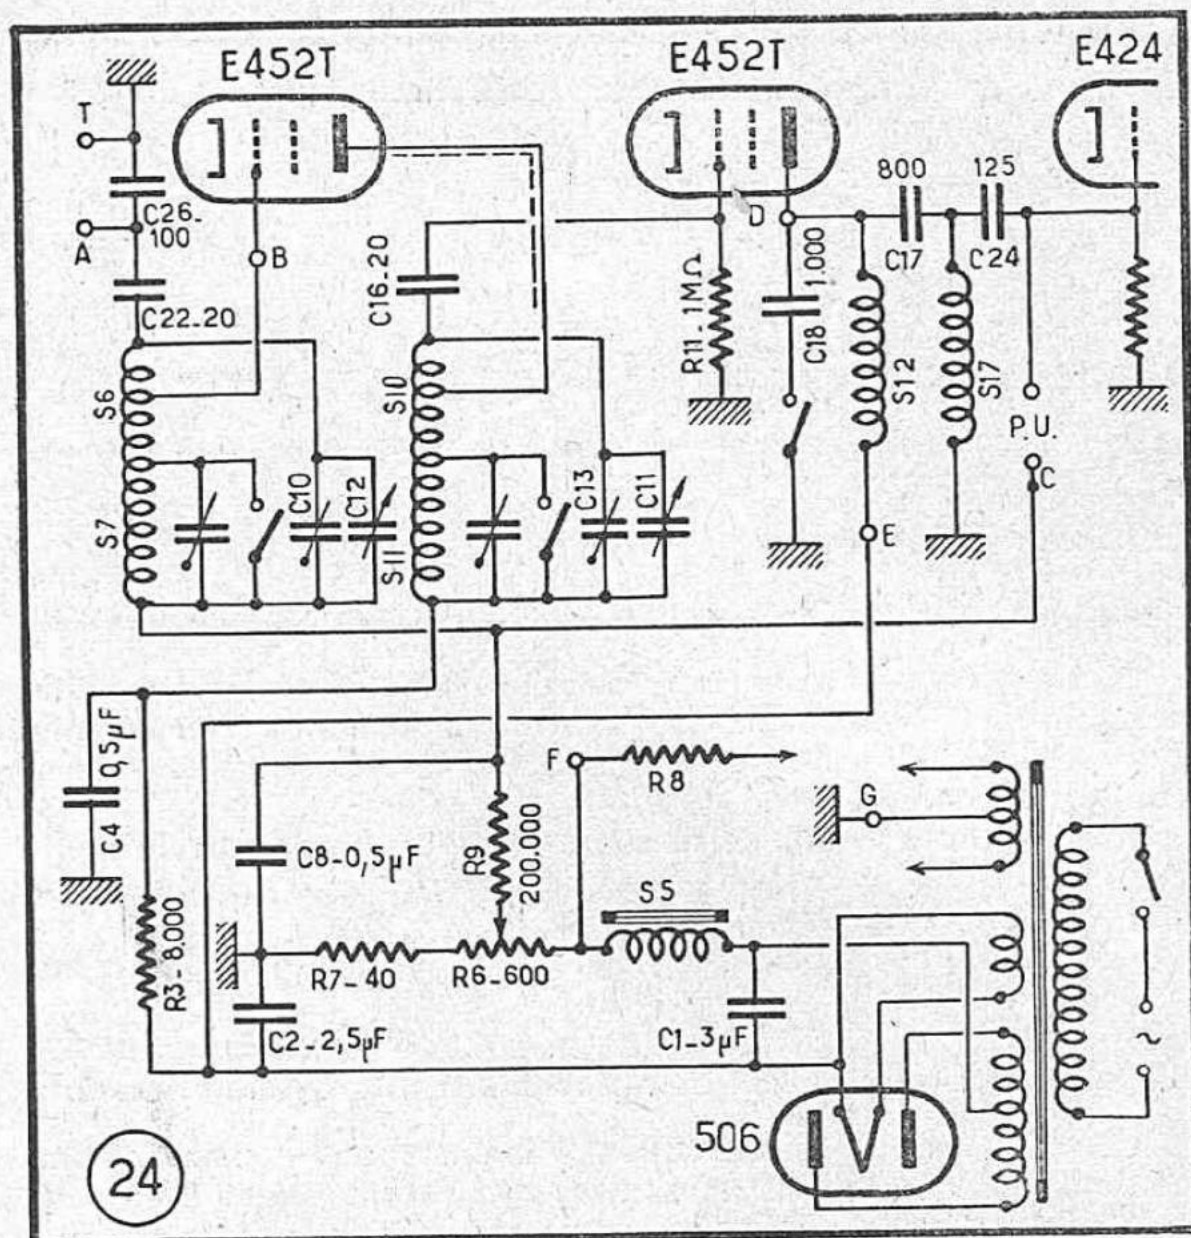 E452T
E452T
E424
T
A
C26-
100
C22-20
B
C16-20
R11-1MΩ
D
1.000
C18
800
C17
125
C24
S12
S17
P.U.
C
E
S6
S7
C10
C12
S10
S11
C13
C11
C4 0,5µF
R3-8.000
C8-0,5µF
R9
200.000
F
R8
G
S5
R7-40
R6-600
C2-2,5µF
C1-3µF
~
506
24